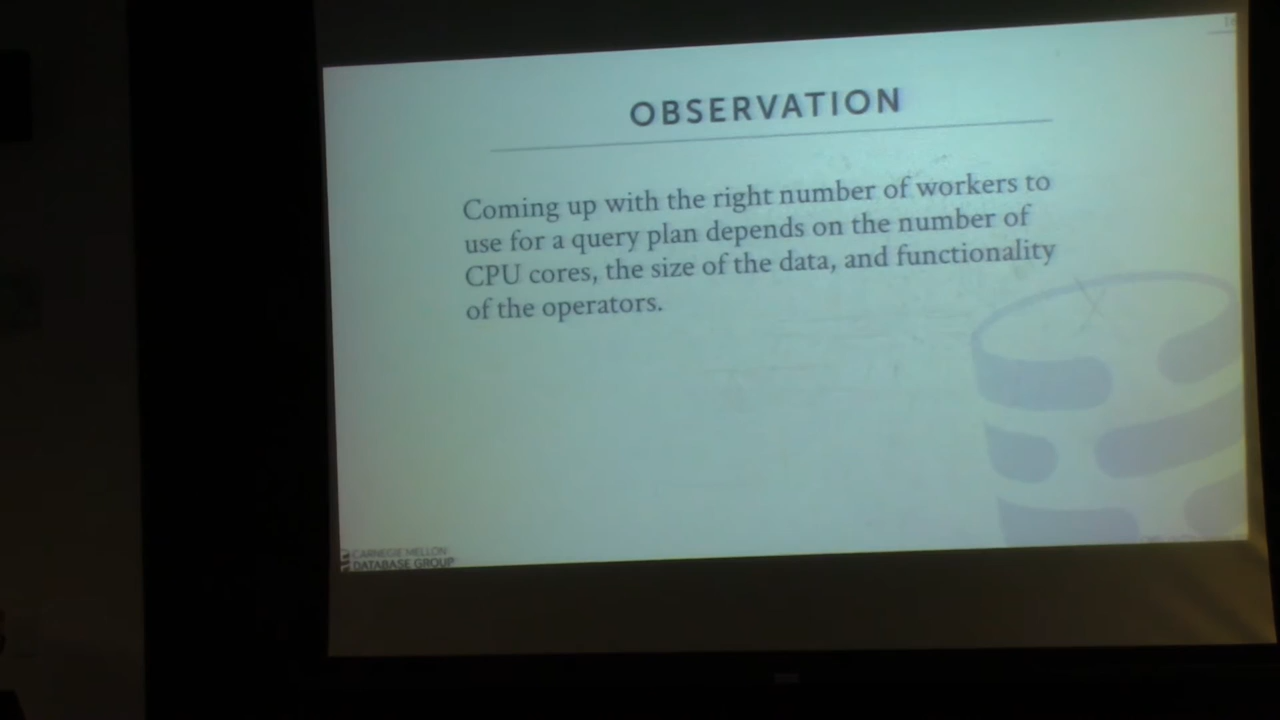 OBSERVATION
Coming up with the right number of workers to
use for a query plan depends on the number of
CPU cores, the size of the data, and functionality
of the operators.
CARNEGIE MELLON
DATABASE GROUP